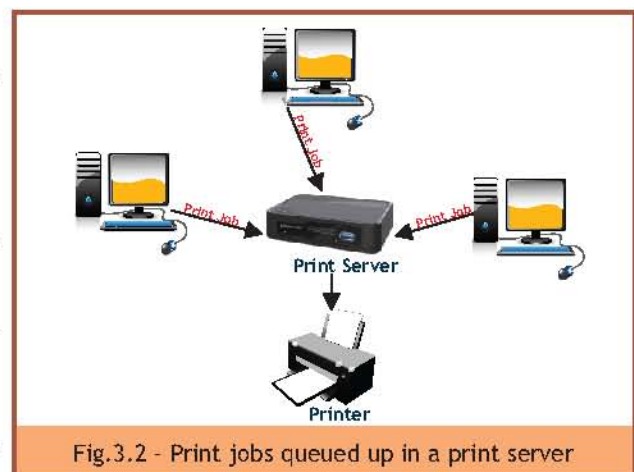 Print Job
Print Job
Print Job
Print Server
Printer
Fig.3.2 - Print jobs queued up in a print server